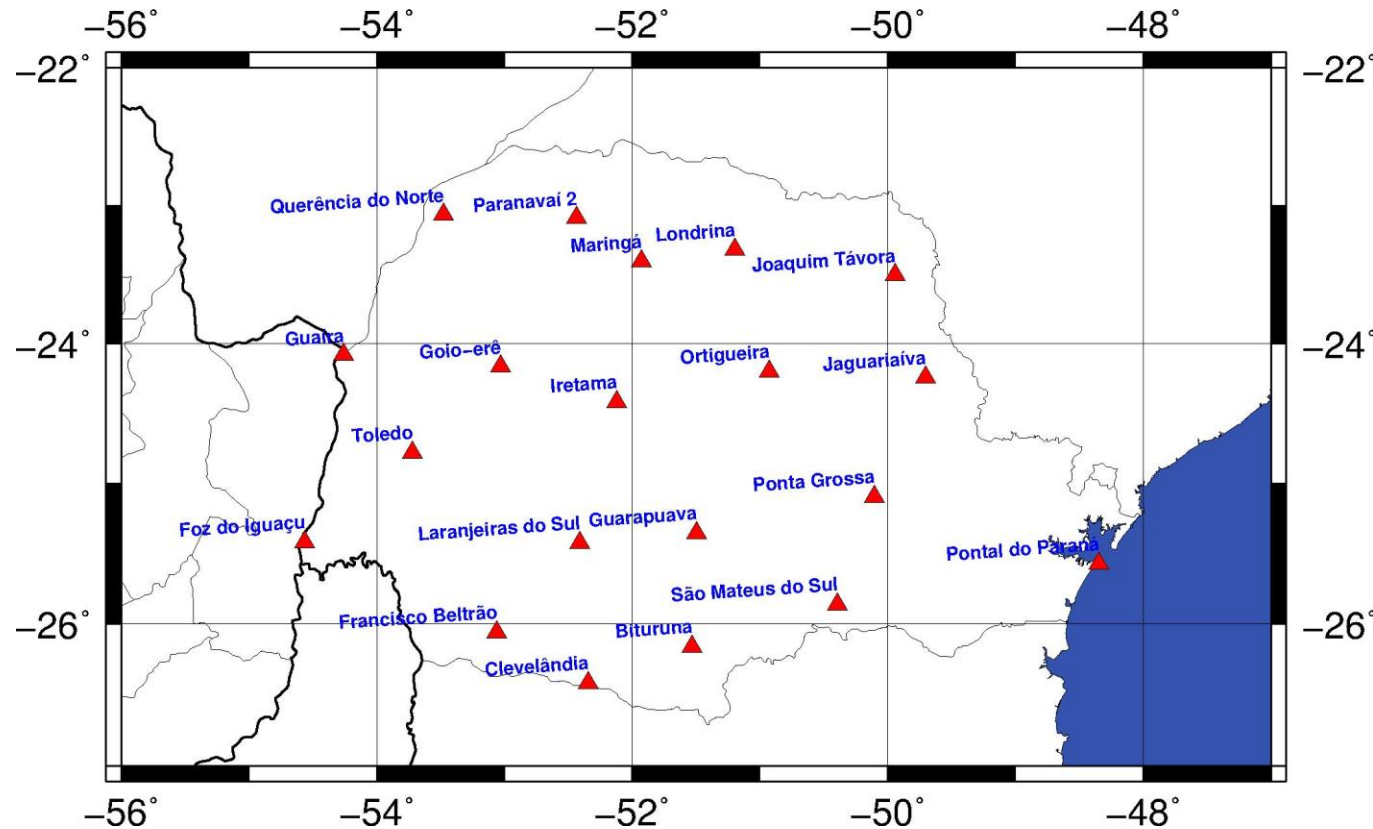 −56° −54° −52° −50° −48°
−22° −22°
Querência do Norte
Paranavaí 2
Maringá
Londrina
Joaquim Távora
−24° −24°
Guaíra
Goio−erê
Iretama
Ortigueira
Jaguariaíva
Toledo
Ponta Grossa
Foz do Iguaçu
Laranjeiras do Sul
Guarapuava
Pontal do Paraná
São Mateus do Sul
−26° −26°
Francisco Beltrão
Bituruna
Clevelândia
−56° −54° −52° −50° −48°